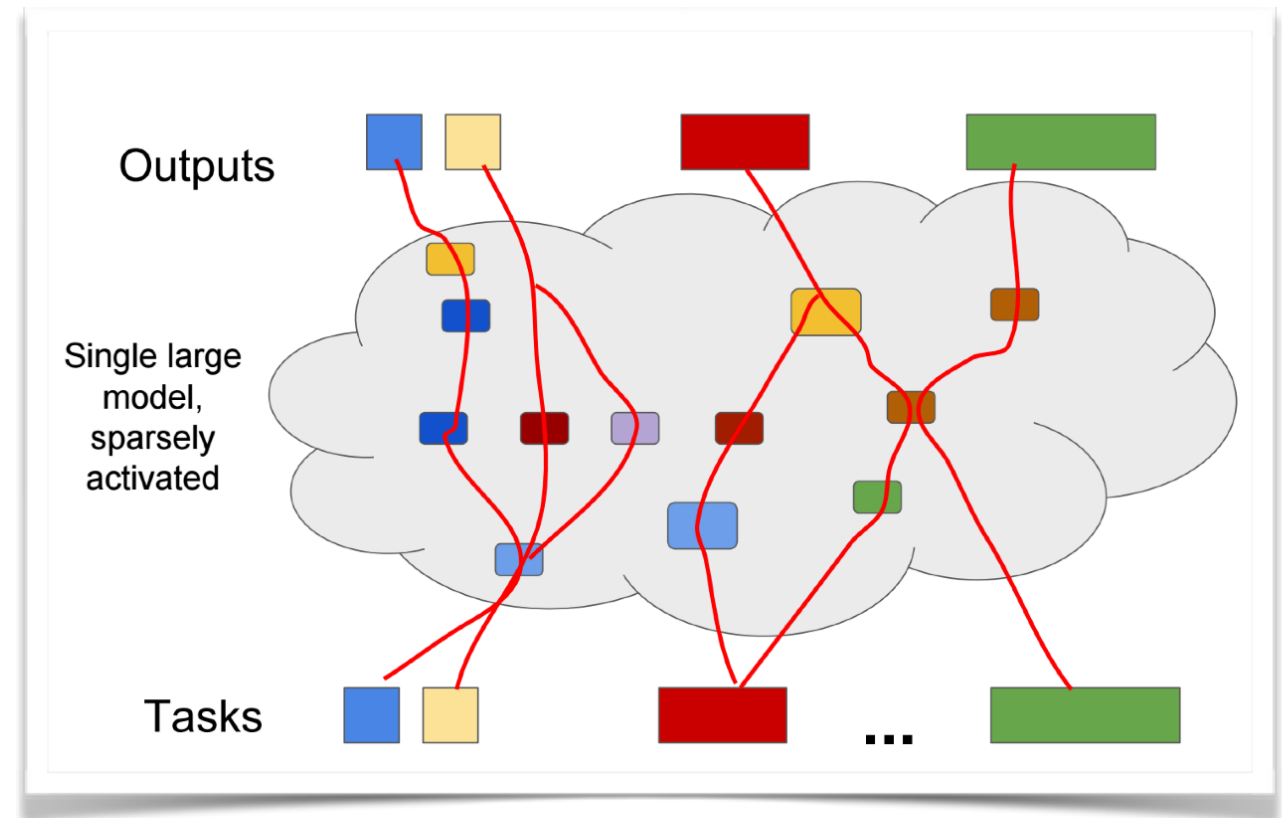 Outputs
Single large
model,
sparsely
activated
Tasks
...